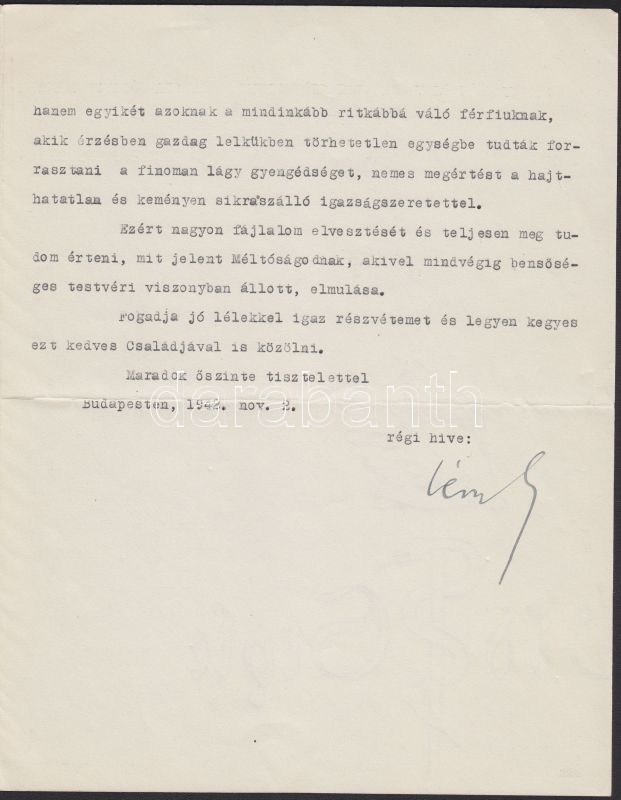 hanem egyikét azoknak a mindinkább ritkábbá váló férfiuknak,
akik érzésben gazdag lelkükben törhetetlen egységbe tudták for-
rasztani a finoman lágy gyengédséget, nemes megértést a hajt-
hatatlan és keményen sikraszálló igazságszeretettel.
Ezért nagyon fájlalom elvesztését és teljesen meg tu-
dom érteni, mit jelent Méltóságodnak, akivel mindvégig bensősé-
ges testvéri viszonyban állott, elmulása.
Fogadja jó lélekkel igaz részvétemet és legyen kegyes
ezt kedves Családjával is közölni.
Maradok őszinte tisztelettel
darabanth
Budapesten, 1942. nov. 2.
régi hive: